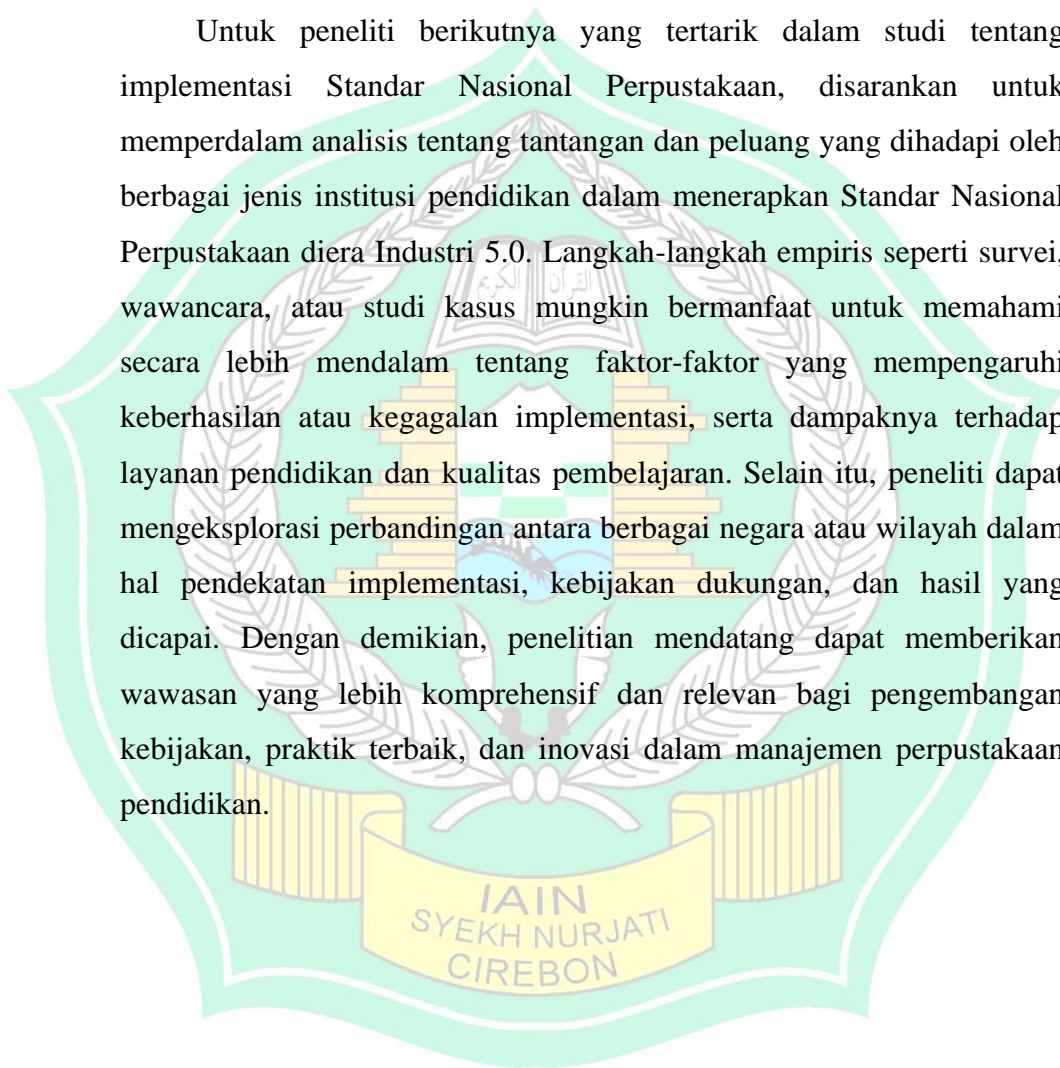 Untuk peneliti berikutnya yang tertarik dalam studi tentang
implementasi Standar Nasional Perpustakaan, disarankan untuk
memperdalam analisis tentang tantangan dan peluang yang dihadapi oleh
berbagai jenis institusi pendidikan dalam menerapkan Standar Nasional
Perpustakaan diera Industri 5.0. Langkah-langkah empiris seperti survei,
wawancara, atau studi kasus mungkin bermanfaat untuk memahami
secara lebih mendalam tentang faktor-faktor yang mempengaruhi
keberhasilan atau kegagalan implementasi, serta dampaknya terhadap
layanan pendidikan dan kualitas pembelajaran. Selain itu, peneliti dapat
mengeksplorasi perbandingan antara berbagai negara atau wilayah dalam
hal pendekatan implementasi, kebijakan dukungan, dan hasil yang
dicapai. Dengan demikian, penelitian mendatang dapat memberikan
wawasan yang lebih komprehensif dan relevan bagi pengembangan
kebijakan, praktik terbaik, dan inovasi dalam manajemen perpustakaan
pendidikan.
القرآن الكريم
IAIN
SYEKH NURJATI
CIREBON